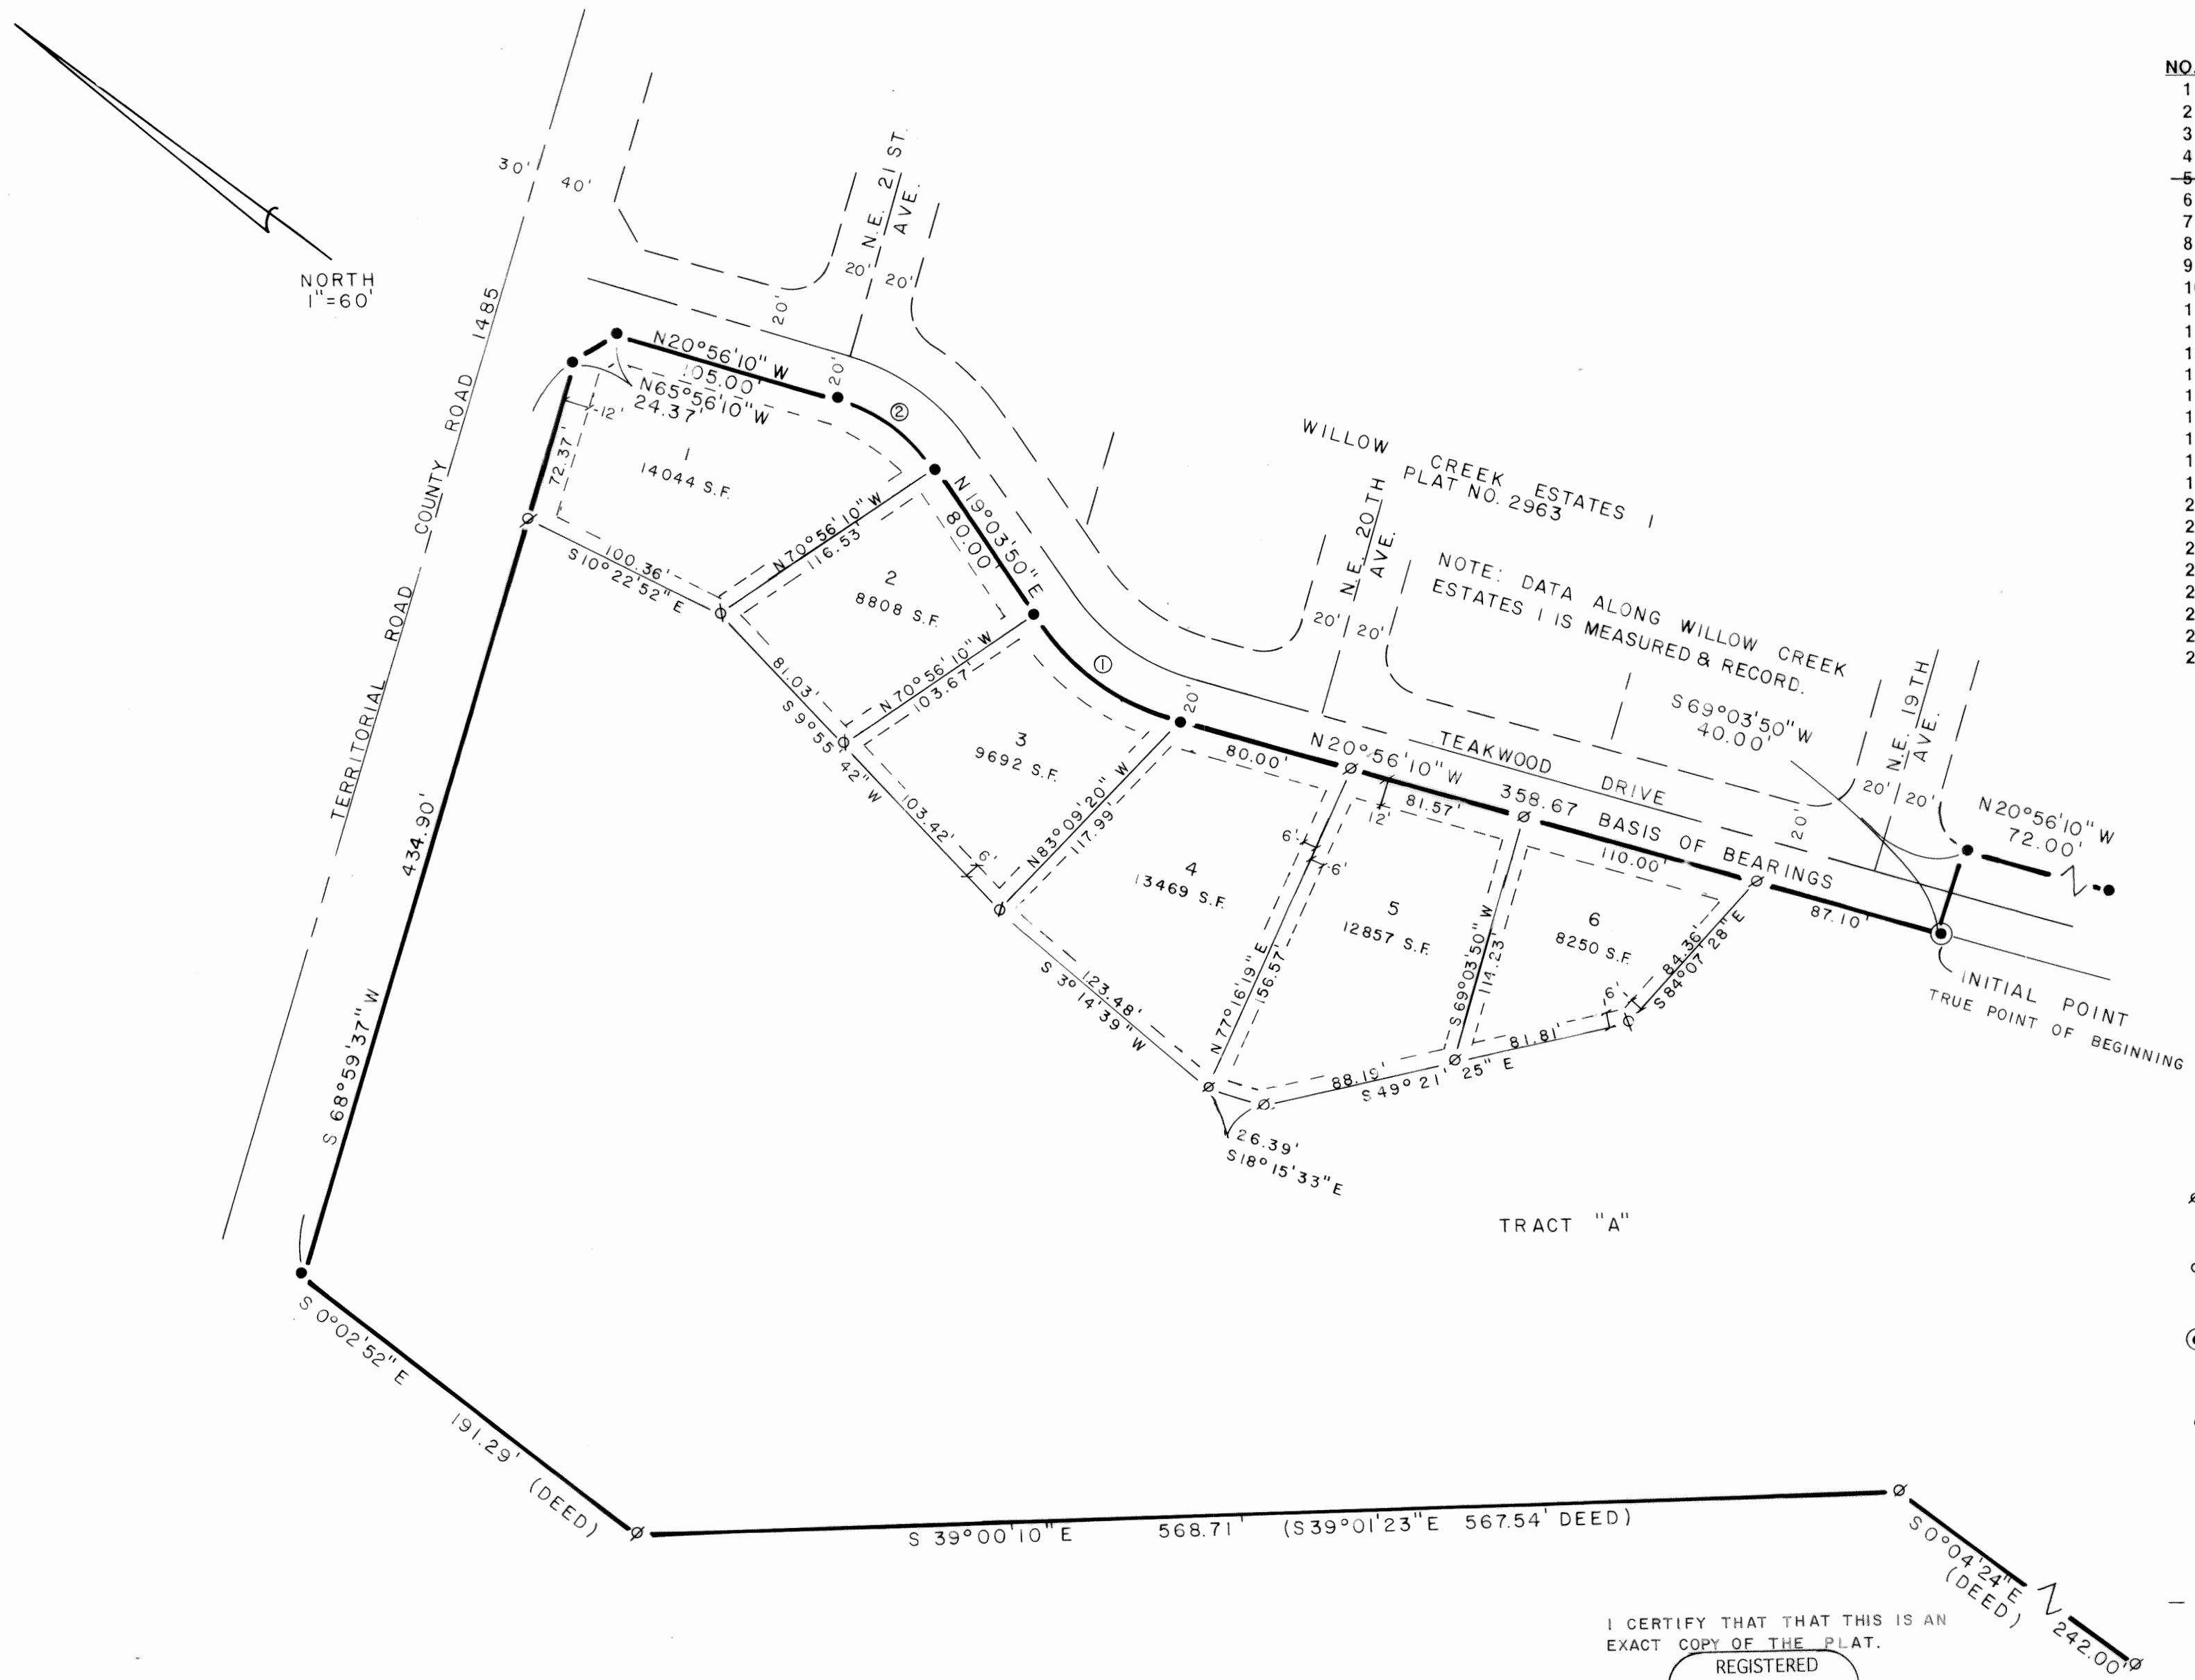 NORTH
1"=60'
30'
40'
TERRITORIAL ROAD COUNTY ROAD 1485
N.E. 21 ST.
AVE.
20'
20'
20'
20'
N20°56'10" W
105.00'
N65°56'10"W
24.37'
12'
72.37'
1
14044 S.F.
②
N19°03'50"E
80.00'
N70°56'10" W
116.53'
100.36'
S10°22'52" E
2
8808 S.F.
N70°56'10" W
103.67'
81.03'
S 9°55'42" W
103.42'
6'
3
9692 S.F.
①
20'
N83°09'20" W
117.99'
WILLOW CREEK ESTATES 1
PLAT NO. 2963
N.E. 20TH
AVE.
20'
20'
NOTE: DATA ALONG WILLOW CREEK
ESTATES 1 IS MEASURED & RECORD.
S69°03'50"W
40.00'
N.E. 19TH
AVE.
20'
20'
20'
N20°56'10" W
72.00'
TEAKWOOD DRIVE
N20°56'10" W 358.67 BASIS OF BEARINGS
80.00'
81.57'
12'
110.00'
87.10'
6'
6'
4
13469 S.F.
N77°16'19" E
156.57'
5
12857 S.F.
S69°03'50" W
114.23'
6
8250 S.F.
84.36'
S84°07'28" E
6'
INITIAL POINT
TRUE POINT OF BEGINNING
123.48'
S 3°14'39" W
88.19'
81.81'
S49°21'25" E
26.39'
S18°15'33"E
TRACT "A"
434.90'
S 68°59'37" W
S 0°02'52" E
191.29' (DEED)
S 39°00'10" E 568.71' (S39°01'23"E 567.54' DEED)
S0°04'24"E
(DEED)
242.00'
I CERTIFY THAT THAT THIS IS AN
EXACT COPY OF THE PLAT.
REGISTERED
NO.
1
2
3
4
5
6
7
8
9